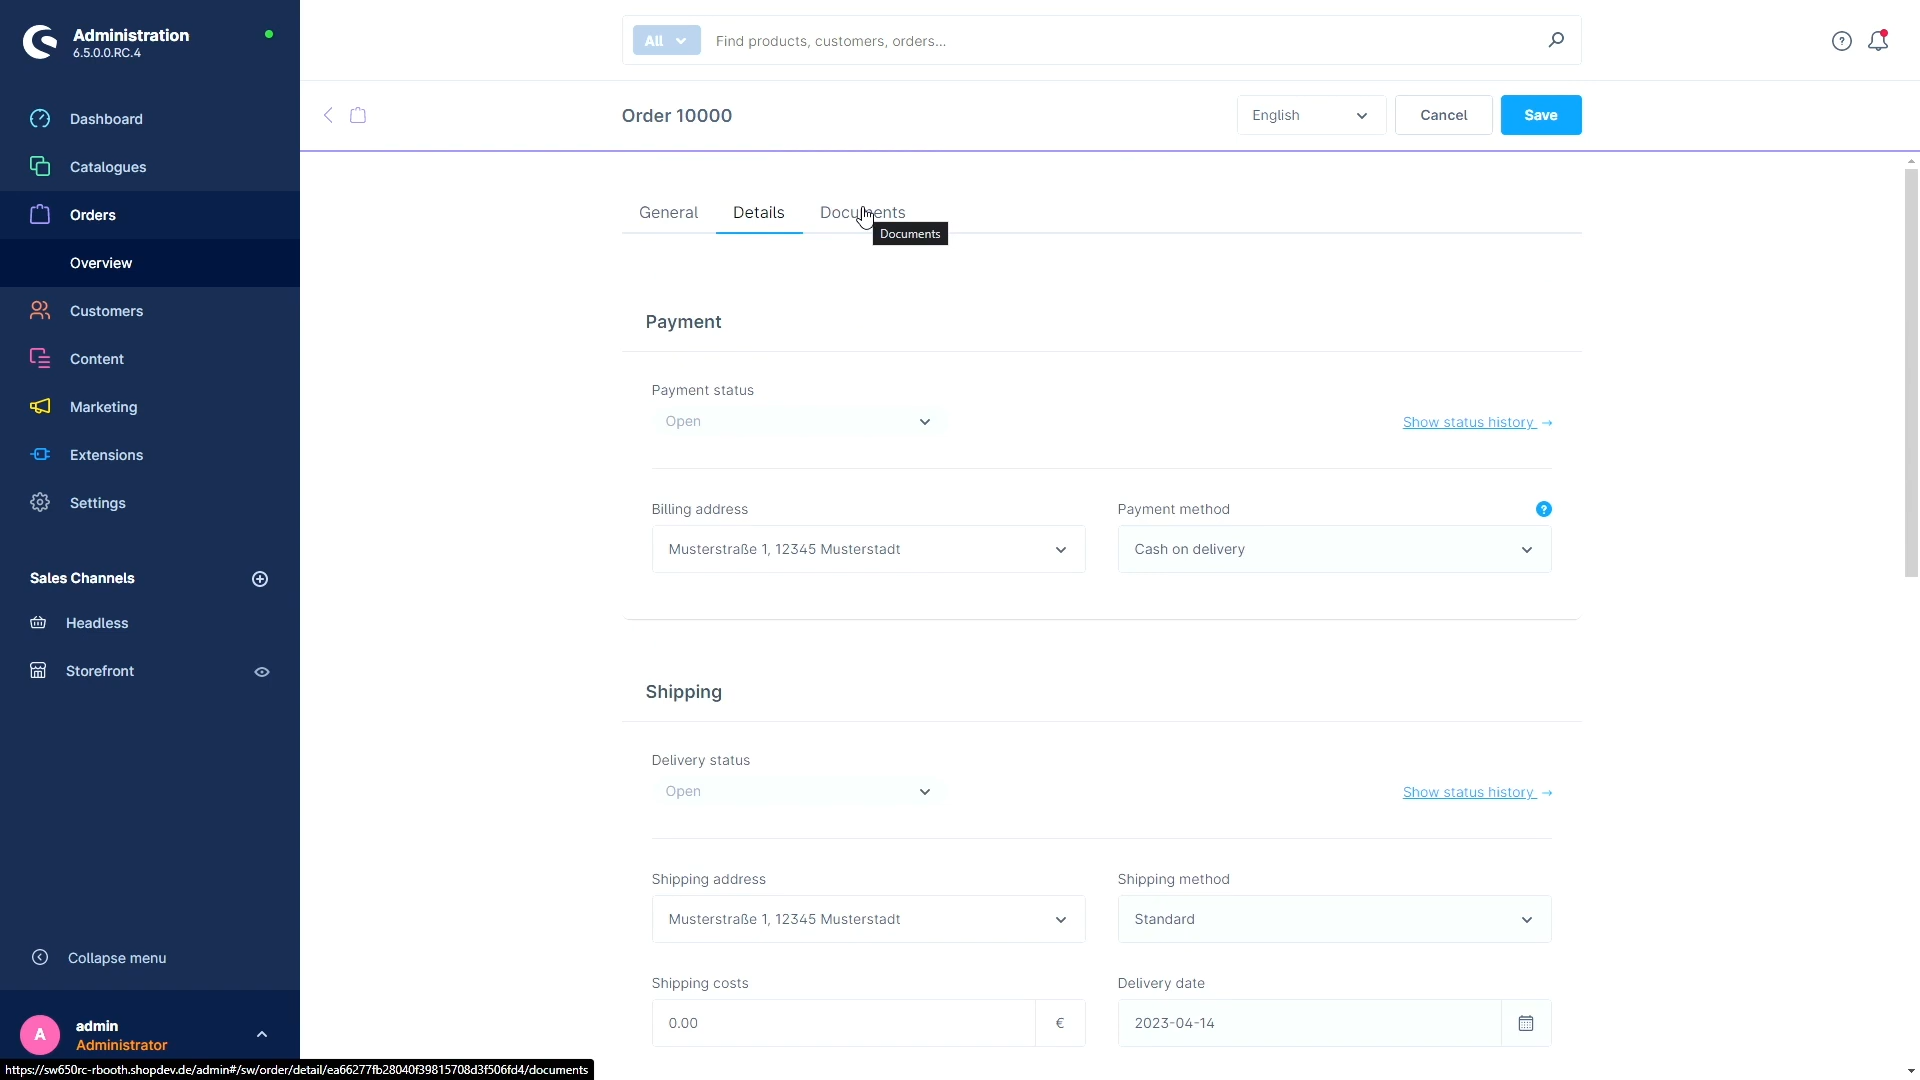 Administration
6.5.0.0.RC.4
All
Find products, customers, orders...
Order 10000
English
Cancel
Save
Dashboard
Catalogues
Orders
Overview
Customers
Content
Marketing
Extensions
Settings
Sales Channels
Headless
Storefront
Collapse menu
A
admin
Administrator
General
Details
Documents
Documents
Payment
Payment status
Open
Show status history →
Billing address
Payment method
?
Musterstraße 1, 12345 Musterstadt
Cash on delivery
Shipping
Delivery status
Open
Show status history →
Shipping address
Shipping method
Musterstraße 1, 12345 Musterstadt
Standard
Shipping costs
Delivery date
0.00
€
2023-04-14
https://sw650rc-rbooth.shopdev.de/admin#/sw/order/detail/ea66277fb28040f39815708d3f506fd4/documents